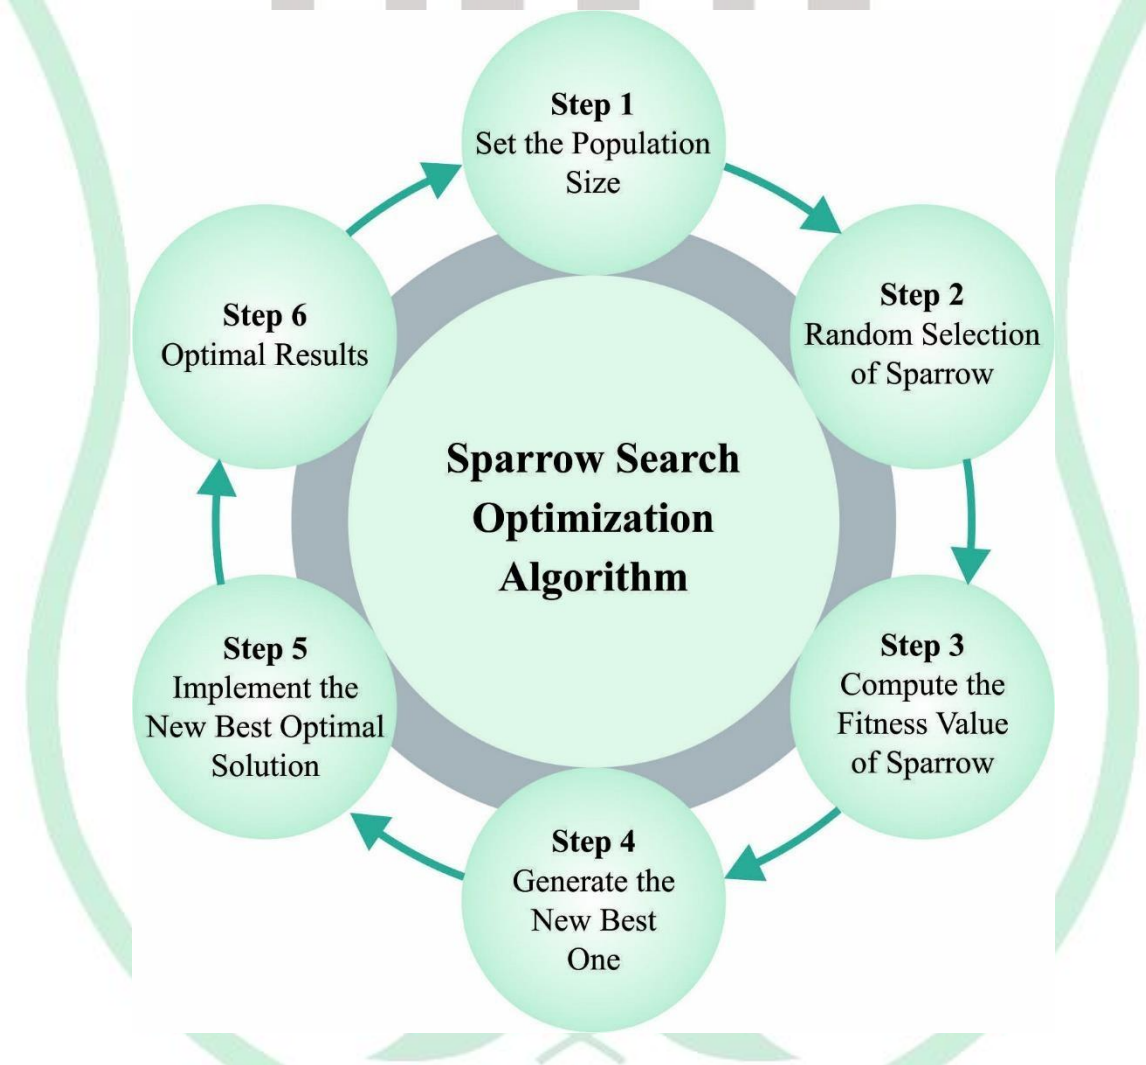 Step 1
Set the Population
Size
Step 2
Random Selection
of Sparrow
Step 3
Compute the
Fitness Value
of Sparrow
Step 4
Generate the
New Best
One
Step 5
Implement the
New Best Optimal
Solution
Step 6
Optimal Results
Sparrow Search
Optimization
Algorithm